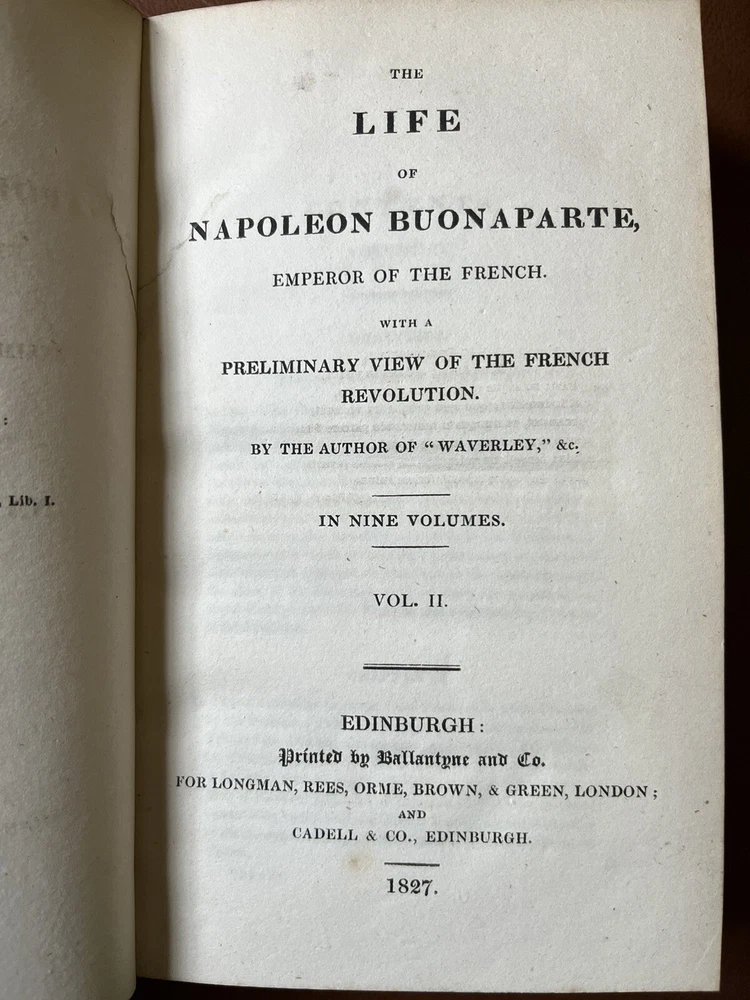 THE
LIFE
OF
NAPOLEON BUONAPARTE,
EMPEROR OF THE FRENCH.
WITH A
PRELIMINARY VIEW OF THE FRENCH
REVOLUTION.
BY THE AUTHOR OF “WAVERLEY,” &c.
IN NINE VOLUMES.
VOL. II.
EDINBURGH:
Printed by Ballantyne and Co.
FOR LONGMAN, REES, ORME, BROWN, & GREEN, LONDON;
AND
CADELL & CO., EDINBURGH.
1827.
:
, Lib. I.